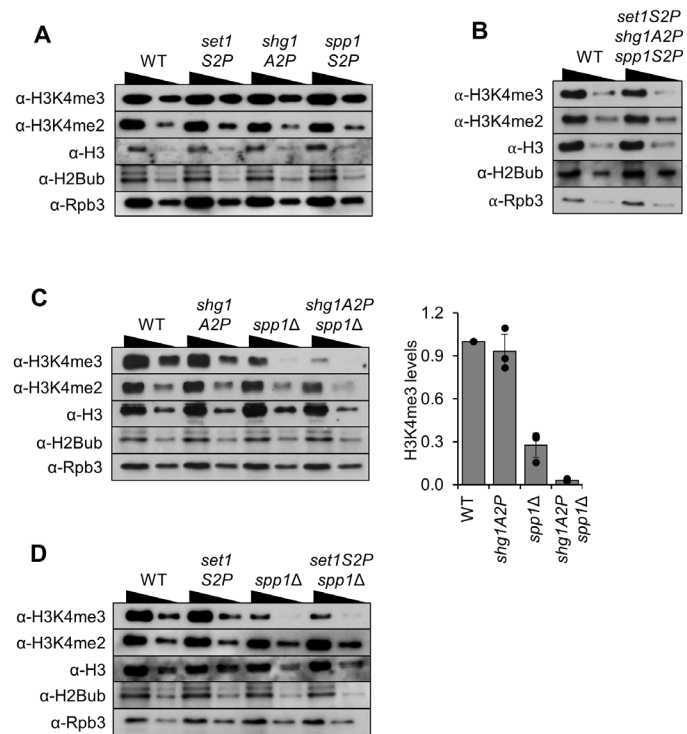 A
WT
set1 S2P
shg1 A2P
spp1 S2P
α-H3K4me3
α-H3K4me2
α-H3
α-H2Bub
α-Rpb3
B
WT
set1S2P
shg1A2P
spp1S2P
α-H3K4me3
α-H3K4me2
α-H3
α-H2Bub
α-Rpb3
C
WT
shg1 A2P
spp1Δ
shg1A2P spp1Δ
α-H3K4me3
α-H3K4me2
α-H3
α-H2Bub
α-Rpb3
H3K4me3 levels
1.2
0.9
0.3
0.0
WT
shg1A2P
spp1Δ
shg1A2P
spp1Δ
D
WT
set1 S2P
spp1Δ
set1S2P spp1Δ
α-H3K4me3
α-H3K4me2
α-H3
α-H2Bub
α-Rpb3